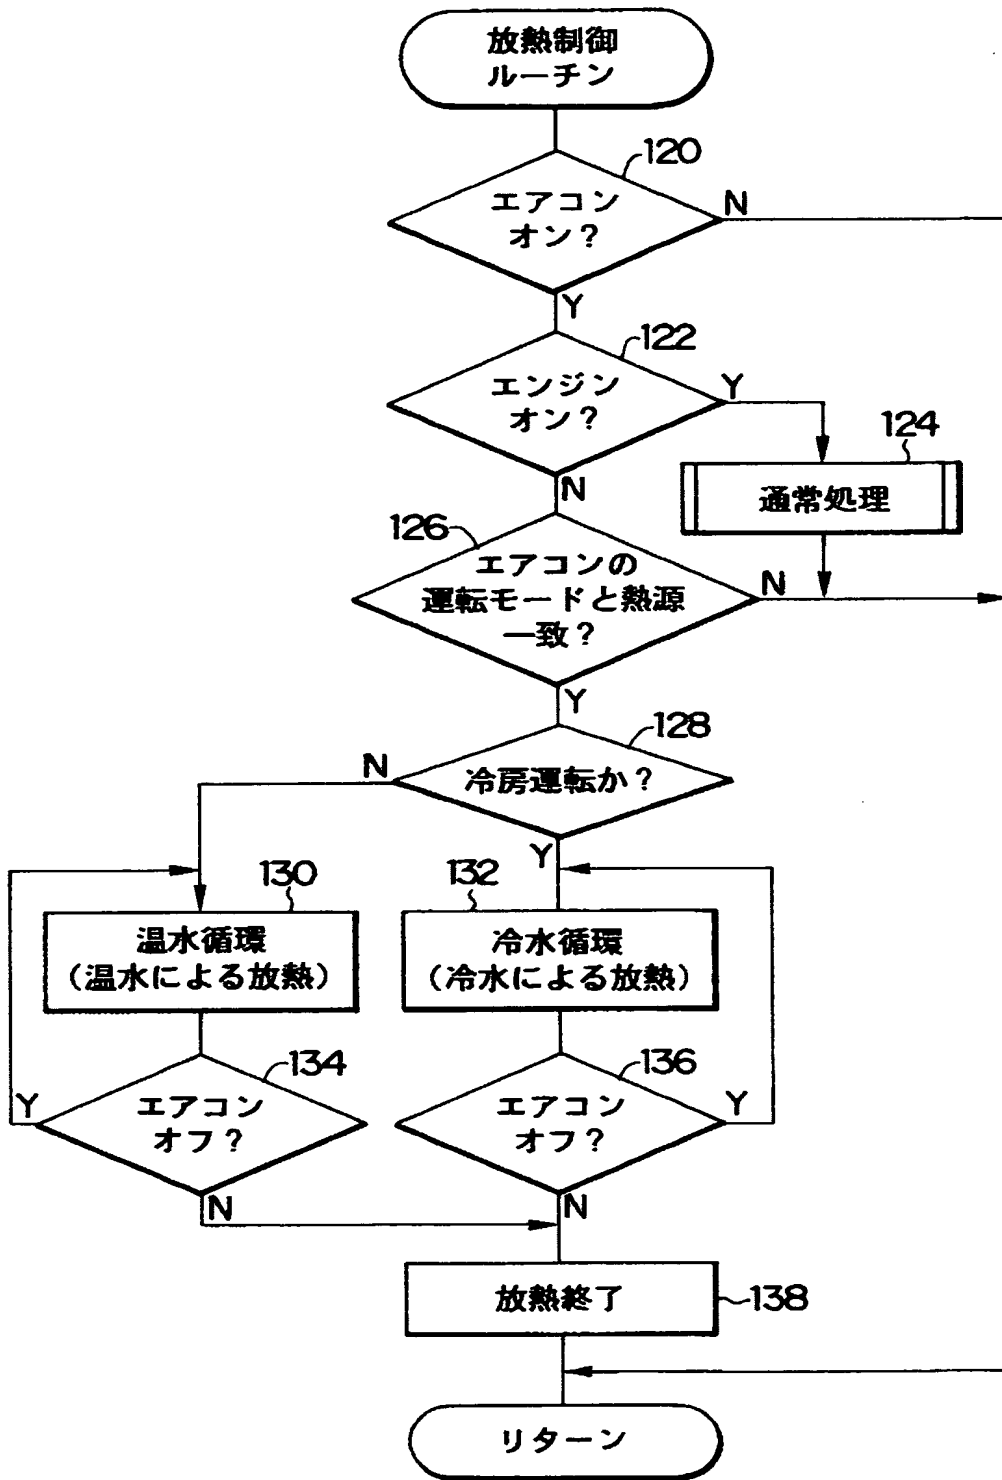 放熱制御
ルーチン
120
エアコン
オン？
N
Y
122
エンジン
オン？
Y
N
124
通常処理
126
エアコンの
運転モードと熱源
一致？
N
Y
128
冷房運転か？
N
Y
130
温水循環
（温水による放熱）
132
冷水循環
（冷水による放熱）
134
エアコン
オフ？
Y
N
136
エアコン
オフ？
Y
N
放熱終了
138
リターン